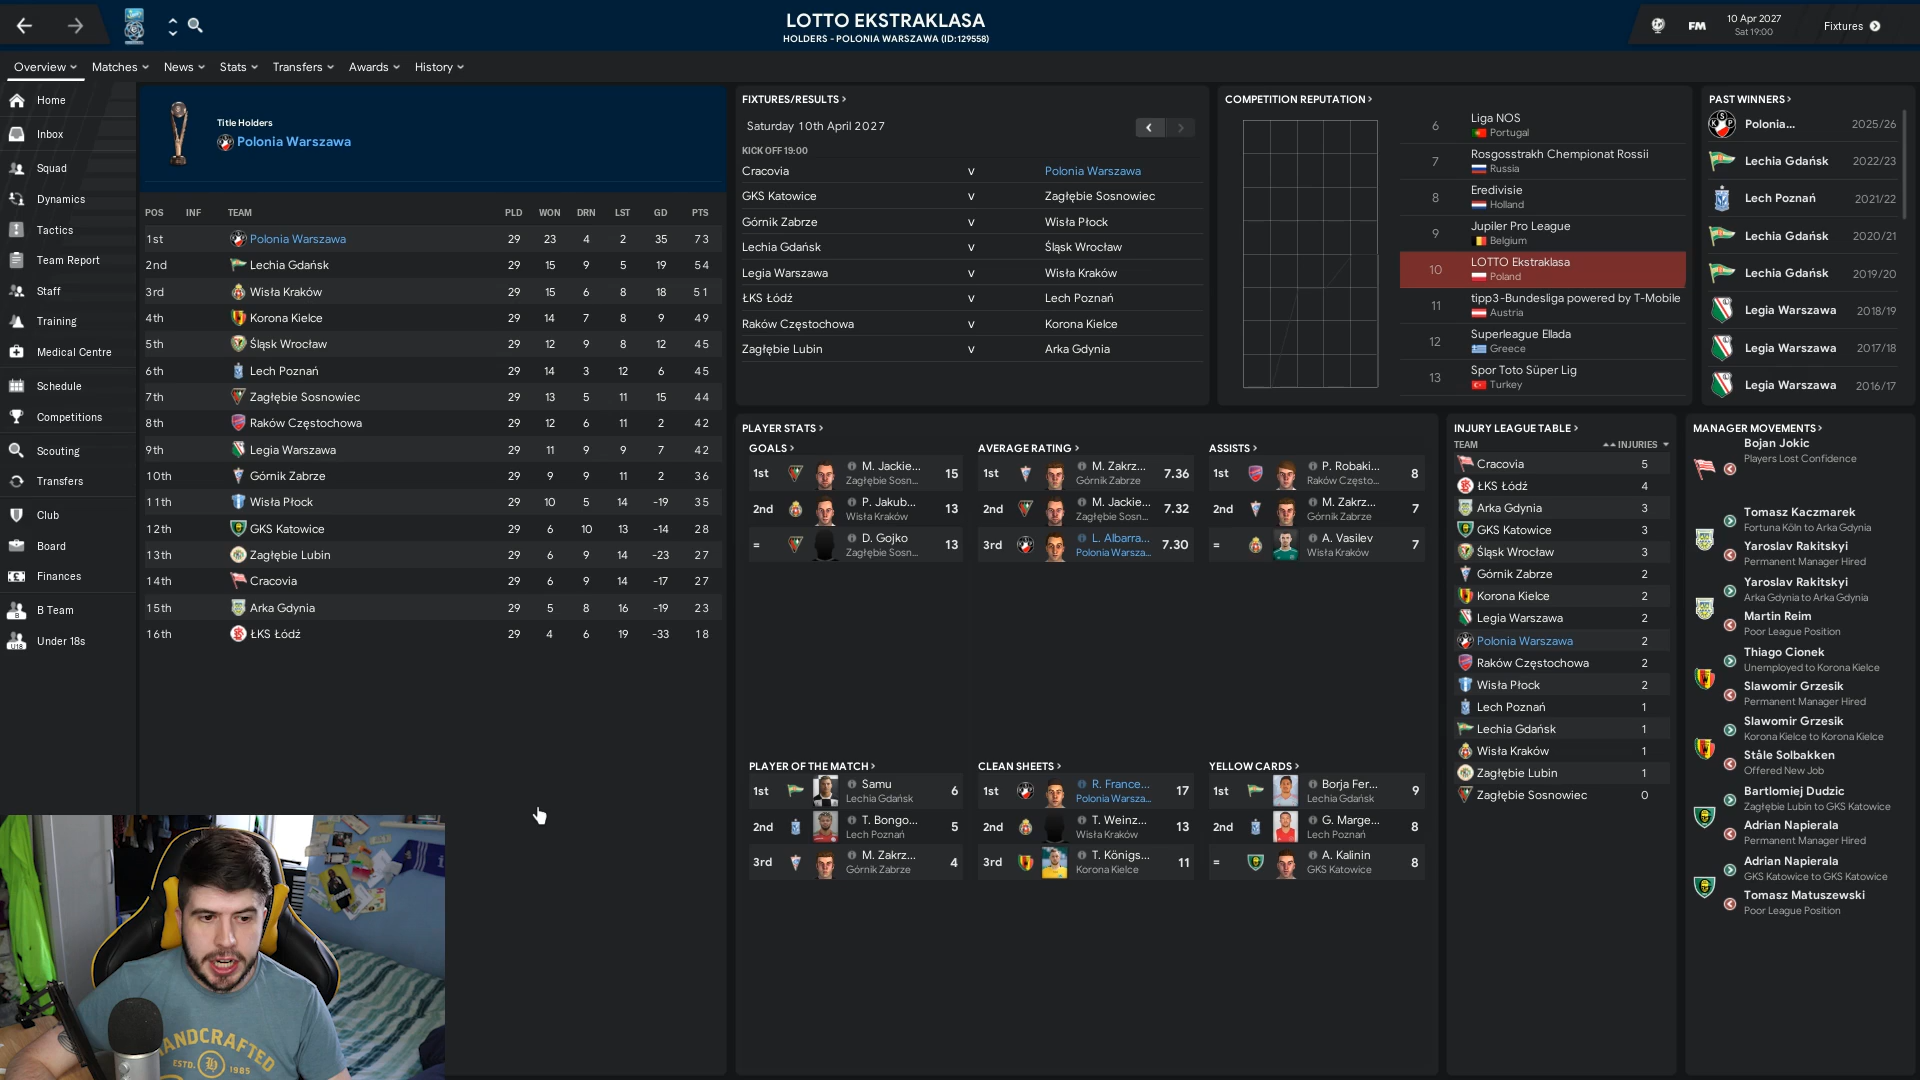 LOTTO EKSTRAKLASA
HOLDERS - POLONIA WARSZAWA (ID:129558)
FM
10 Apr 2027
Sat 19:00
Fixtures
Overview Matches News Stats Transfers Awards History
Home
Inbox
Squad
Dynamics
Tactics
Team Report
Staff
Training
Medical Centre
Schedule
Competitions
Scouting
Transfers
Club
Board
Finances
B Team
Under 18s
Title Holders
Polonia Warszawa
POS INF TEAM PLD WON DRN LST GD PTS
1st Polonia Warszawa 29 23 4 2 35 73
2nd Lechia Gdańsk 29 15 9 5 19 54
3rd Wisła Kraków 29 15 6 8 18 51
4th Korona Kielce 29 14 7 8 9 49
5th Śląsk Wrocław 29 12 9 8 12 45
6th Lech Poznań 29 14 3 12 6 45
7th Zagłębie Sosnowiec 29 13 5 11 15 44
8th Raków Częstochowa 29 12 6 11 2 42
9th Legia Warszawa 29 11 9 9 7 42
10th Górnik Zabrze 29 9 9 11 2 36
11th Wisła Płock 29 10 5 14 -19 35
12th GKS Katowice 29 6 10 13 -14 28
13th Zagłębie Lubin 29 6 9 14 -23 27
14th Cracovia 29 6 9 14 -17 27
15th Arka Gdynia 29 5 8 16 -19 23
16th ŁKS Łódź 29 4 6 19 -33 18
FIXTURES/RESULTS
Saturday 10th April 2027
KICK OFF 19:00
Cracovia v Polonia Warszawa
GKS Katowice v Zagłębie Sosnowiec
Górnik Zabrze v Wisła Płock
Lechia Gdańsk v Śląsk Wrocław
Legia Warszawa v Wisła Kraków
ŁKS Łódź v Lech Poznań
Raków Częstochowa v Korona Kielce
Zagłębie Lubin v Arka Gdynia
COMPETITION REPUTATION
6 Liga NOS
Portugal
7 Rosgosstrakh Chempionat Rossii
Russia
8 Eredivisie
Holland
9 Jupiler Pro League
Belgium
10 LOTTO Ekstraklasa
Poland
11 tipp3-Bundesliga powered by T-Mobile
Austria
12 Superleague Ellada
Greece
13 Spor Toto Süper Lig
Turkey
PAST WINNERS
Polonia... 2025/26
Lechia Gdańsk 2022/23
Lech Poznań 2021/22
Lechia Gdańsk 2020/21
Lechia Gdańsk 2019/20
Legia Warszawa 2018/19
Legia Warszawa 2017/18
Legia Warszawa 2016/17
PLAYER STATS
GOALS
1st M. Jackie... 15
Zagłębie Sosn...
2nd P. Jakub... 13
Wisła Kraków
= D. Gojko 13
Zagłębie Sosn...
AVERAGE RATING
1st M. Zakrz... 7.36
Górnik Zabrze
2nd M. Jackie... 7.32
Zagłębie Sosn...
3rd L. Albarra... 7.30
Polonia Warsza...
ASSISTS
1st P. Robaki... 8
Raków Często...
2nd M. Zakrz... 7
Górnik Zabrze
= A. Vasilev 7
Wisła Kraków
PLAYER OF THE MATCH
1st Samu 6
Lechia Gdańsk
2nd T. Bongo... 5
Lech Poznań
3rd M. Zakrz... 4
Górnik Zabrze
CLEAN SHEETS
1st R. France... 17
Polonia Warsza...
2nd T. Weinz... 13
Wisła Kraków
3rd T. Königs... 11
Korona Kielce
YELLOW CARDS
1st Borja Fer... 9
Lechia Gdańsk
2nd G. Marge... 8
Lech Poznań
= A. Kalinin 8
GKS Katowice
INJURY LEAGUE TABLE
TEAM INJURIES
Cracovia 5
ŁKS Łódź 4
Arka Gdynia 3
GKS Katowice 3
Śląsk Wrocław 3
Górnik Zabrze 2
Korona Kielce 2
Legia Warszawa 2
Polonia Warszawa 2
Raków Częstochowa 2
Wisła Płock 2
Lech Poznań 1
Lechia Gdańsk 1
Wisła Kraków 1
Zagłębie Lubin 1
Zagłębie Sosnowiec 0
MANAGER MOVEMENTS
Bojan Jokic
Players Lost Confidence
Tomasz Kaczmarek
Fortuna Köln to Arka Gdynia
Yaroslav Rakitskyi
Permanent Manager Hired
Yaroslav Rakitskyi
Arka Gdynia to Arka Gdynia
Martin Reim
Poor League Position
Thiago Cionek
Unemployed to Korona Kielce
Slawomir Grzesik
Permanent Manager Hired
Slawomir Grzesik
Korona Kielce to Korona Kielce
Ståle Solbakken
Offered New Job
Bartlomiej Dudzic
Zagłębie Lubin to GKS Katowice
Adrian Napierala
Permanent Manager Hired
Adrian Napierala
GKS Katowice to GKS Katowice
Tomasz Matuszewski
Poor League Position
HANDCRAFTED
ESTD. 1985